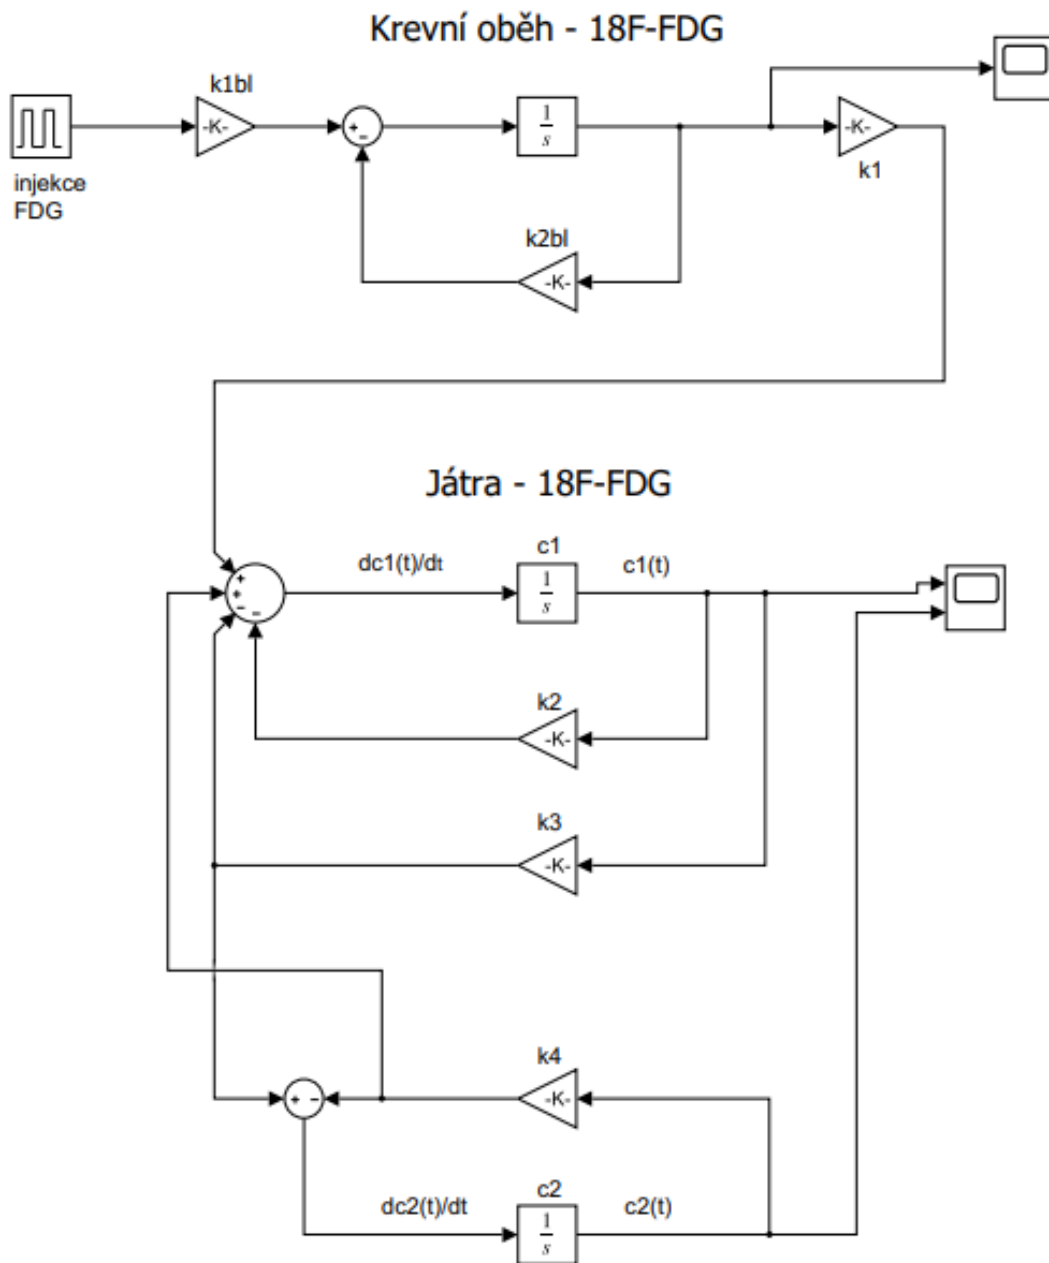 Krevní oběh - 18F-FDG
k1bl
-K-
+
−
1
s
-K-
k1
injekce
FDG
k2bl
-K-
Játra - 18F-FDG
dc1(t)/dt
c1
c1(t)
+
+
−
−
1
s
k2
-K-
k3
-K-
k4
+
−
-K-
dc2(t)/dt
c2
c2(t)
1
s